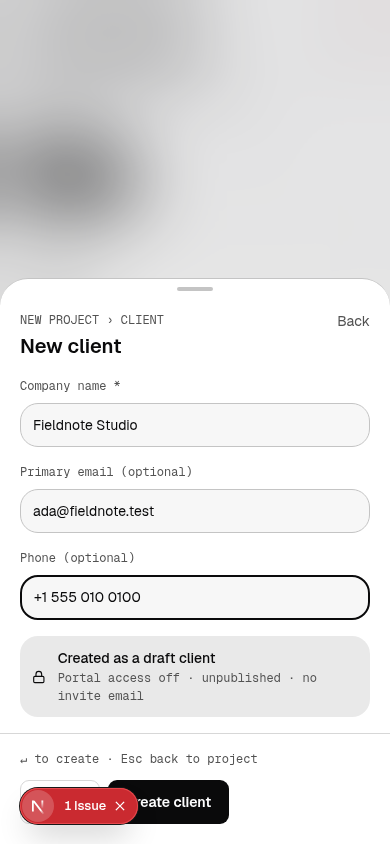 NEW PROJECT › CLIENT
Back
New client
Company name *
Fieldnote Studio
Primary email (optional)
ada@fieldnote.test
Phone (optional)
+1 555 010 0100
Created as a draft client
Portal access off · unpublished · no
invite email
↵ to create · Esc back to project
N 1 Issue ×
reate client